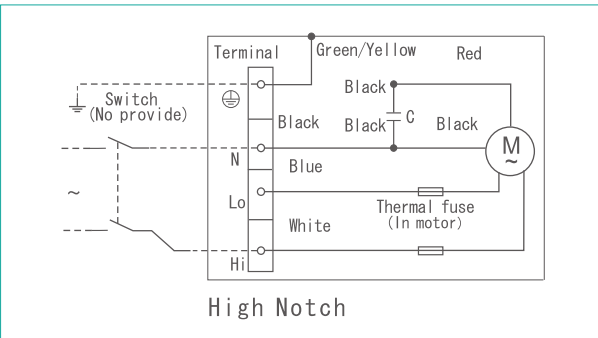 Terminal
Green/Yellow
Red
Switch
(No provide)
Black
Black
C
Black
Black
M
~
N
Blue
~
Lo
Thermal fuse
(In motor)
White
Hi
High Notch